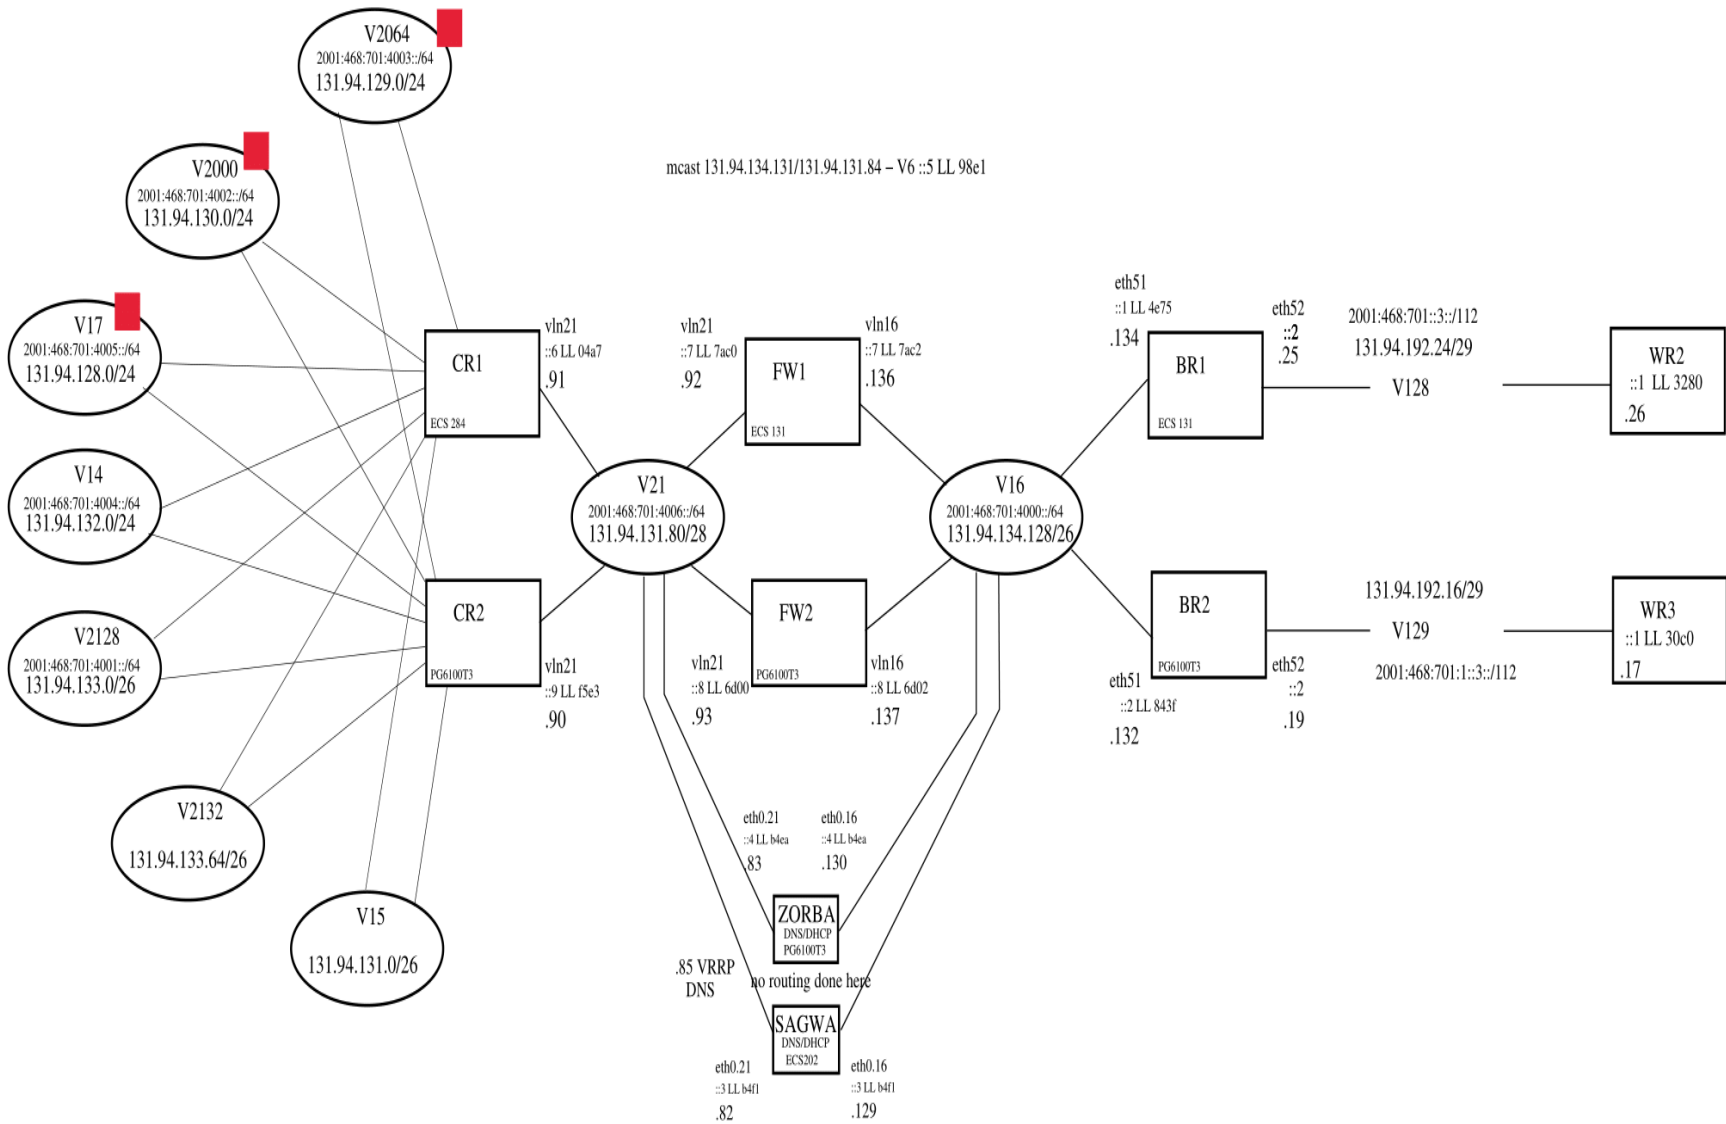 V2064
2001:468:701:4003::/64
131.94.129.0/24
V2000
2001:468:701:4002::/64
131.94.130.0/24
mcast 131.94.134.131/131.94.131.84 – V6 ::5 LL 98e1
V17
2001:468:701:4005::/64
131.94.128.0/24
V14
2001:468:701:4004::/64
131.94.132.0/24
V2128
2001:468:701:4001::/64
131.94.133.0/26
V2132
131.94.133.64/26
V15
131.94.131.0/26
CR1
ECS 284
vln21
::6 LL 04a7
.91
CR2
PG6100T3
vln21
::9 LL f5e3
.90
V21
2001:468:701:4006::/64
131.94.131.80/28
vln21
::7 LL 7ac0
.92
FW1
ECS 131
vln16
::7 LL 7ac2
.136
vln21
::8 LL 6d00
.93
FW2
PG6100T3
vln16
::8 LL 6d02
.137
V16
2001:468:701:4000::/64
131.94.134.128/26
eth51
::1 LL 4e75
.134
BR1
ECS 131
eth52
::2
.25
2001:468:701::3::/112
131.94.192.24/29
V128
WR2
::1 LL 3280
.26
eth51
::2 LL 843f
.132
BR2
PG6100T3
eth52
::2
.19
131.94.192.16/29
V129
2001:468:701:1::3::/112
WR3
::1 LL 30c0
.17
eth0.21
::4 LL b4ea
.83
eth0.16
::4 LL b4ea
.130
ZORBA
DNS/DHCP
PG6100T3
.85 VRRP
DNS
no routing done here
SAGWA
DNS/DHCP
ECS202
eth0.21
::3 LL b4f1
.82
eth0.16
::3 LL b4f1
.129